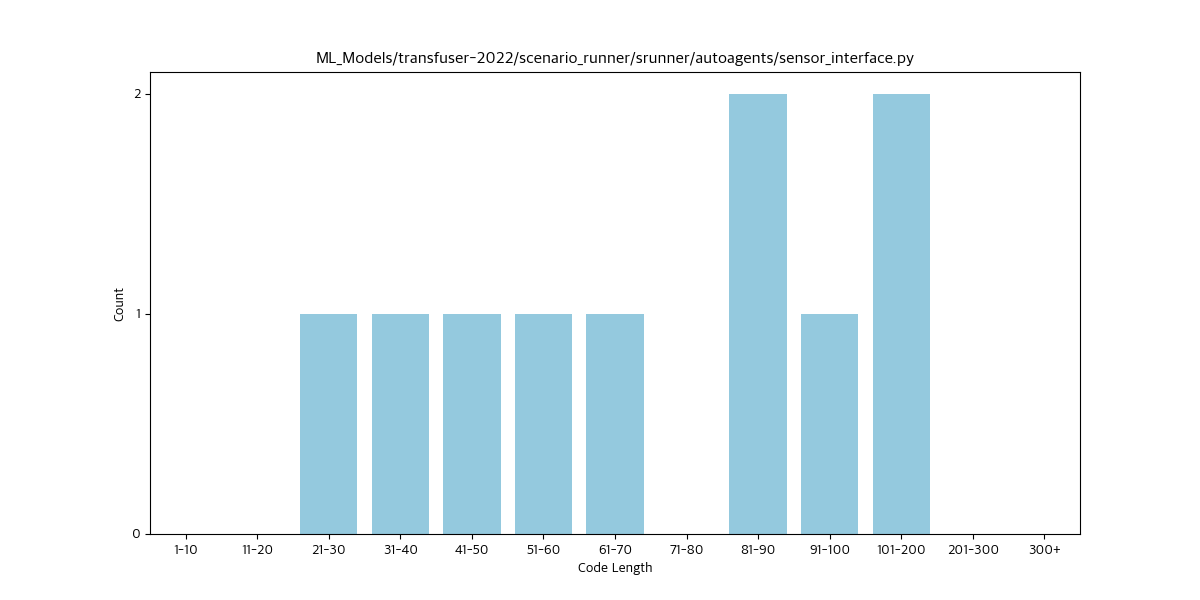 ML_Models/transfuser-2022/scenario_runner/srunner/autoagents/sensor_interface.py
2
1
0
Count
1-10 11-20 21-30 31-40 41-50 51-60 61-70 71-80 81-90 91-100 101-200 201-300 300+
Code Length